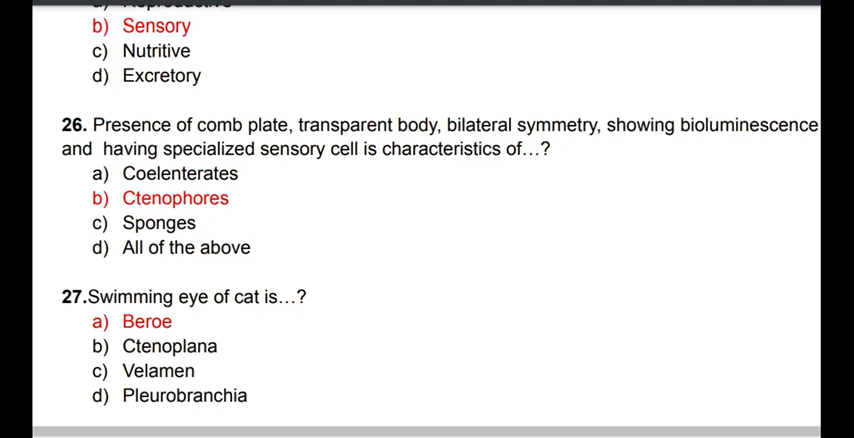 b) Sensory
c) Nutritive
d) Excretory
26. Presence of comb plate, transparent body, bilateral symmetry, showing bioluminescence
and having specialized sensory cell is characteristics of…?
a) Coelenterates
b) Ctenophores
c) Sponges
d) All of the above
27.Swimming eye of cat is…?
a) Beroe
b) Ctenoplana
c) Velamen
d) Pleurobranchia